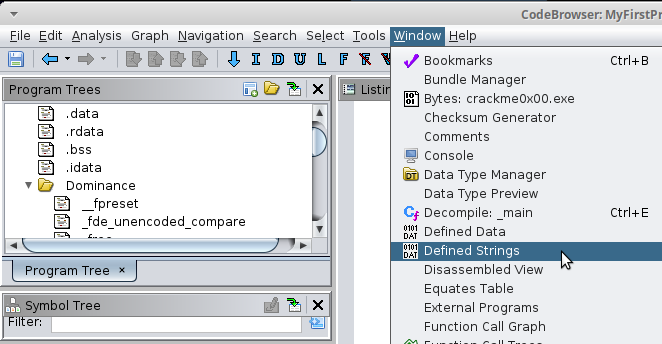 CodeBrowser: MyFirstPr
File Edit Analysis Graph Navigation Search Select Tools Window Help
I D U L F
Program Trees
.data
.rdata
.bss
.idata
Dominance
__fpreset
_fde_unencoded_compare
Program Tree ×
Symbol Tree
Filter:
Listin
Bookmarks Ctrl+B
Bundle Manager
Bytes: crackme0x00.exe
Checksum Generator
Comments
Console
Data Type Manager
Data Type Preview
Decompile: _main Ctrl+E
Defined Data
Defined Strings
Disassembled View
Equates Table
External Programs
Function Call Graph
Function Call Trees